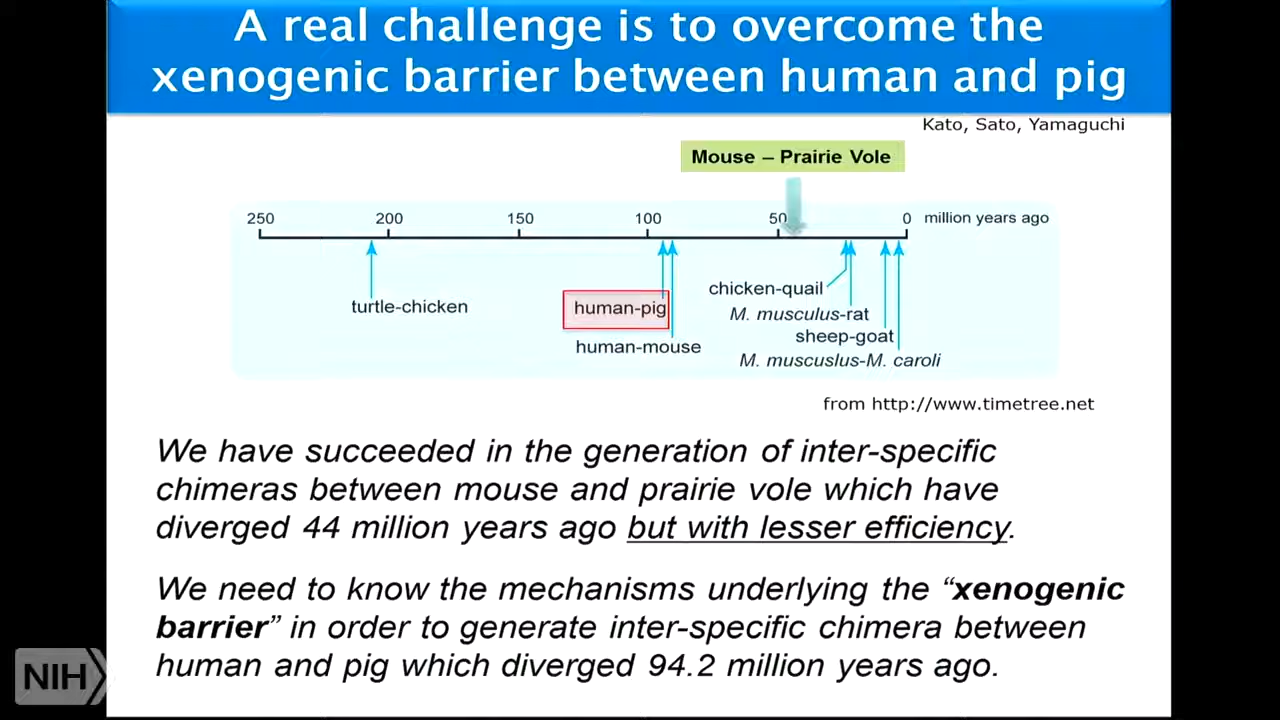 A real challenge is to overcome the
xenogenic barrier between human and pig
Kato, Sato, Yamaguchi
Mouse – Prairie Vole
250 200 150 100 50 0 million years ago
turtle-chicken
human-pig
human-mouse
chicken-quail
M. musculus-rat
sheep-goat
M. muscuslus-M. caroli
from http://www.timetree.net
We have succeeded in the generation of inter-specific
chimeras between mouse and prairie vole which have
diverged 44 million years ago but with lesser efficiency.
We need to know the mechanisms underlying the “xenogenic
barrier” in order to generate inter-specific chimera between
human and pig which diverged 94.2 million years ago.
NIH